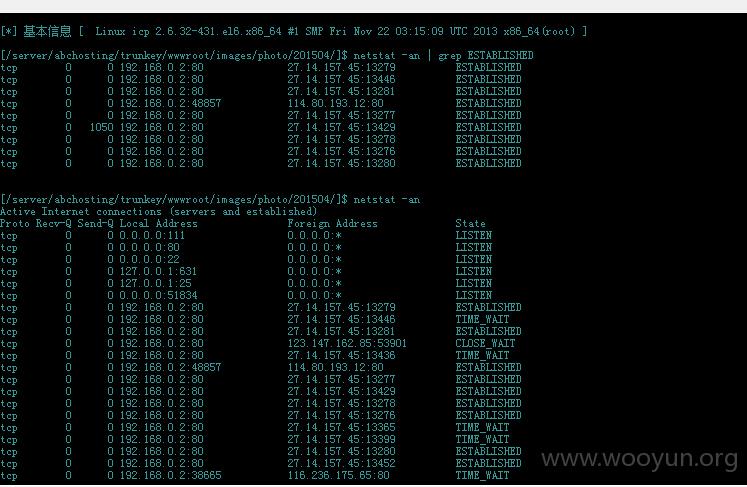 [*] 基本信息 [ Linux icp 2.6.32-431.el6.x86_64 #1 SMP Fri Nov 22 03:15:09 UTC 2013 x86_64(root) ]
[/server/abchosting/trunkey/wwwroot/images/photo/201504/]$ netstat -an | grep ESTABLISHED
tcp 0 0 192.168.0.2:80 27.14.157.45:13279 ESTABLISHED
tcp 0 0 192.168.0.2:80 27.14.157.45:13446 ESTABLISHED
tcp 0 0 192.168.0.2:80 27.14.157.45:13281 ESTABLISHED
tcp 0 0 192.168.0.2:48857 114.80.193.12:80 ESTABLISHED
tcp 0 0 192.168.0.2:80 27.14.157.45:13277 ESTABLISHED
tcp 0 1050 192.168.0.2:80 27.14.157.45:13429 ESTABLISHED
tcp 0 0 192.168.0.2:80 27.14.157.45:13278 ESTABLISHED
tcp 0 0 192.168.0.2:80 27.14.157.45:13276 ESTABLISHED
tcp 0 0 192.168.0.2:80 27.14.157.45:13280 ESTABLISHED
[/server/abchosting/trunkey/wwwroot/images/photo/201504/]$ netstat -an
Active Internet connections (servers and established)
Proto Recv-Q Send-Q Local Address Foreign Address State
tcp 0 0 0.0.0.0:111 0.0.0.0:* LISTEN
tcp 0 0 0.0.0.0:80 0.0.0.0:* LISTEN
tcp 0 0 0.0.0.0:22 0.0.0.0:* LISTEN
tcp 0 0 127.0.0.1:631 0.0.0.0:* LISTEN
tcp 0 0 127.0.0.1:25 0.0.0.0:* LISTEN
tcp 0 0 0.0.0.0:51834 0.0.0.0:* LISTEN
tcp 0 0 192.168.0.2:80 27.14.157.45:13279 ESTABLISHED
tcp 0 0 192.168.0.2:80 27.14.157.45:13446 TIME_WAIT
tcp 0 0 192.168.0.2:80 27.14.157.45:13281 ESTABLISHED
tcp 0 0 192.168.0.2:80 123.147.162.85:53901 CLOSE_WAIT
tcp 0 0 192.168.0.2:80 27.14.157.45:13436 TIME_WAIT
tcp 0 0 192.168.0.2:48857 114.80.193.12:80 ESTABLISHED
tcp 0 0 192.168.0.2:80 27.14.157.45:13277 ESTABLISHED
tcp 0 0 192.168.0.2:80 27.14.157.45:13429 ESTABLISHED
tcp 0 0 192.168.0.2:80 27.14.157.45:13278 ESTABLISHED
tcp 0 0 192.168.0.2:80 27.14.157.45:13276 ESTABLISHED
tcp 0 0 192.168.0.2:80 27.14.157.45:13365 TIME_WAIT
tcp 0 0 192.168.0.2:80 27.14.157.45:13399 TIME_WAIT
tcp 0 0 192.168.0.2:80 27.14.157.45:13280 ESTABLISHED
tcp 0 0 192.168.0.2:80 27.14.157.45:13452 ESTABLISHED
tcp 0 0 192.168.0.2:38665 116.236.175.65:80 TIME_WAIT
www.wooyun.org